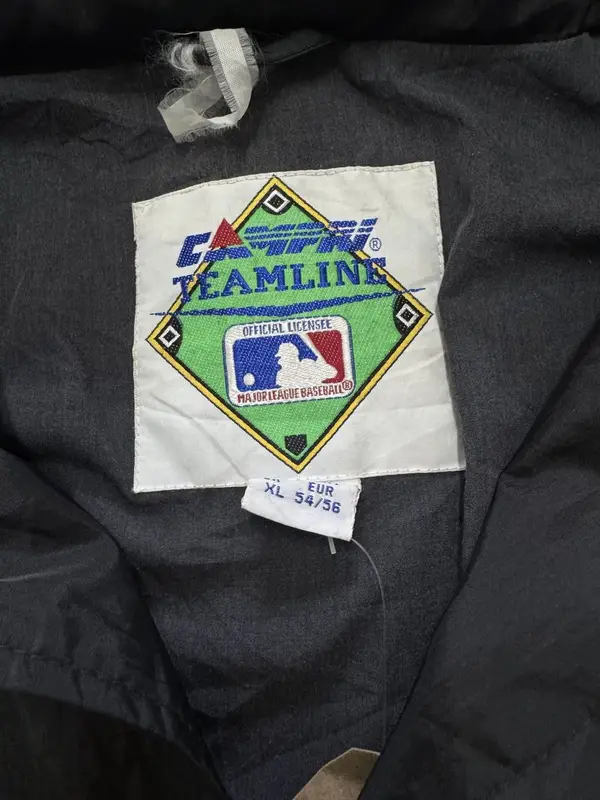 CAMPRI®
TEAMLINE
OFFICIAL LICENSEE
MAJOR LEAGUE BASEBALL®
EUR
XL 54/56